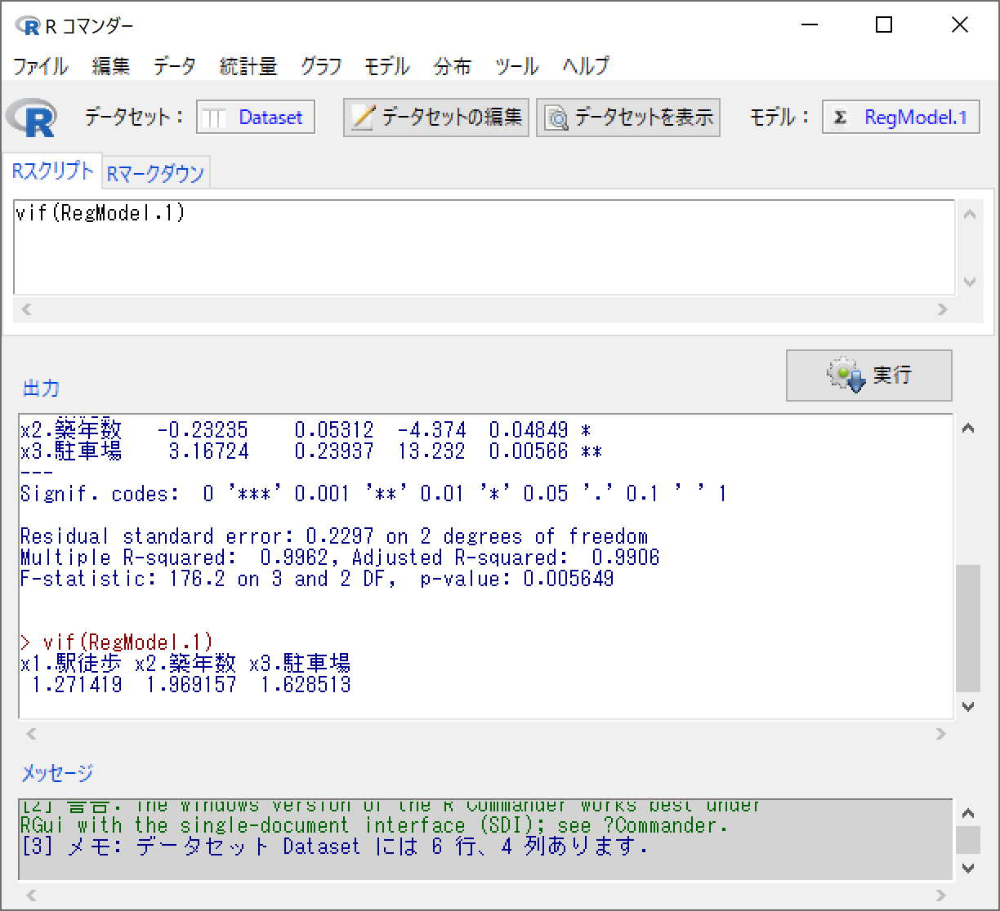 R コマンダー
ファイル 編集 データ 統計量 グラフ モデル 分布 ツール ヘルプ
R データセット： Dataset データセットの編集 データセットを表示 モデル： Σ RegModel.1
Rスクリプト Rマークダウン
vif(RegModel.1)
実行
出力
x2.築年数 -0.23235 0.05312 -4.374 0.04849 *
x3.駐車場 3.16724 0.23937 13.232 0.00566 **
---
Signif. codes: 0 '***' 0.001 '**' 0.01 '*' 0.05 '.' 0.1 ' ' 1
Residual standard error: 0.2297 on 2 degrees of freedom
Multiple R-squared: 0.9962, Adjusted R-squared: 0.9906
F-statistic: 176.2 on 3 and 2 DF, p-value: 0.005649
> vif(RegModel.1)
x1.駅徒歩 x2.築年数 x3.駐車場
1.271419 1.969157 1.628513
メッセージ
[2] 警告: The Windows version of the R Commander works best under
RGui with the single-document interface (SDI); see ?Commander.
[3] メモ: データセット Dataset には 6 行、4 列あります.